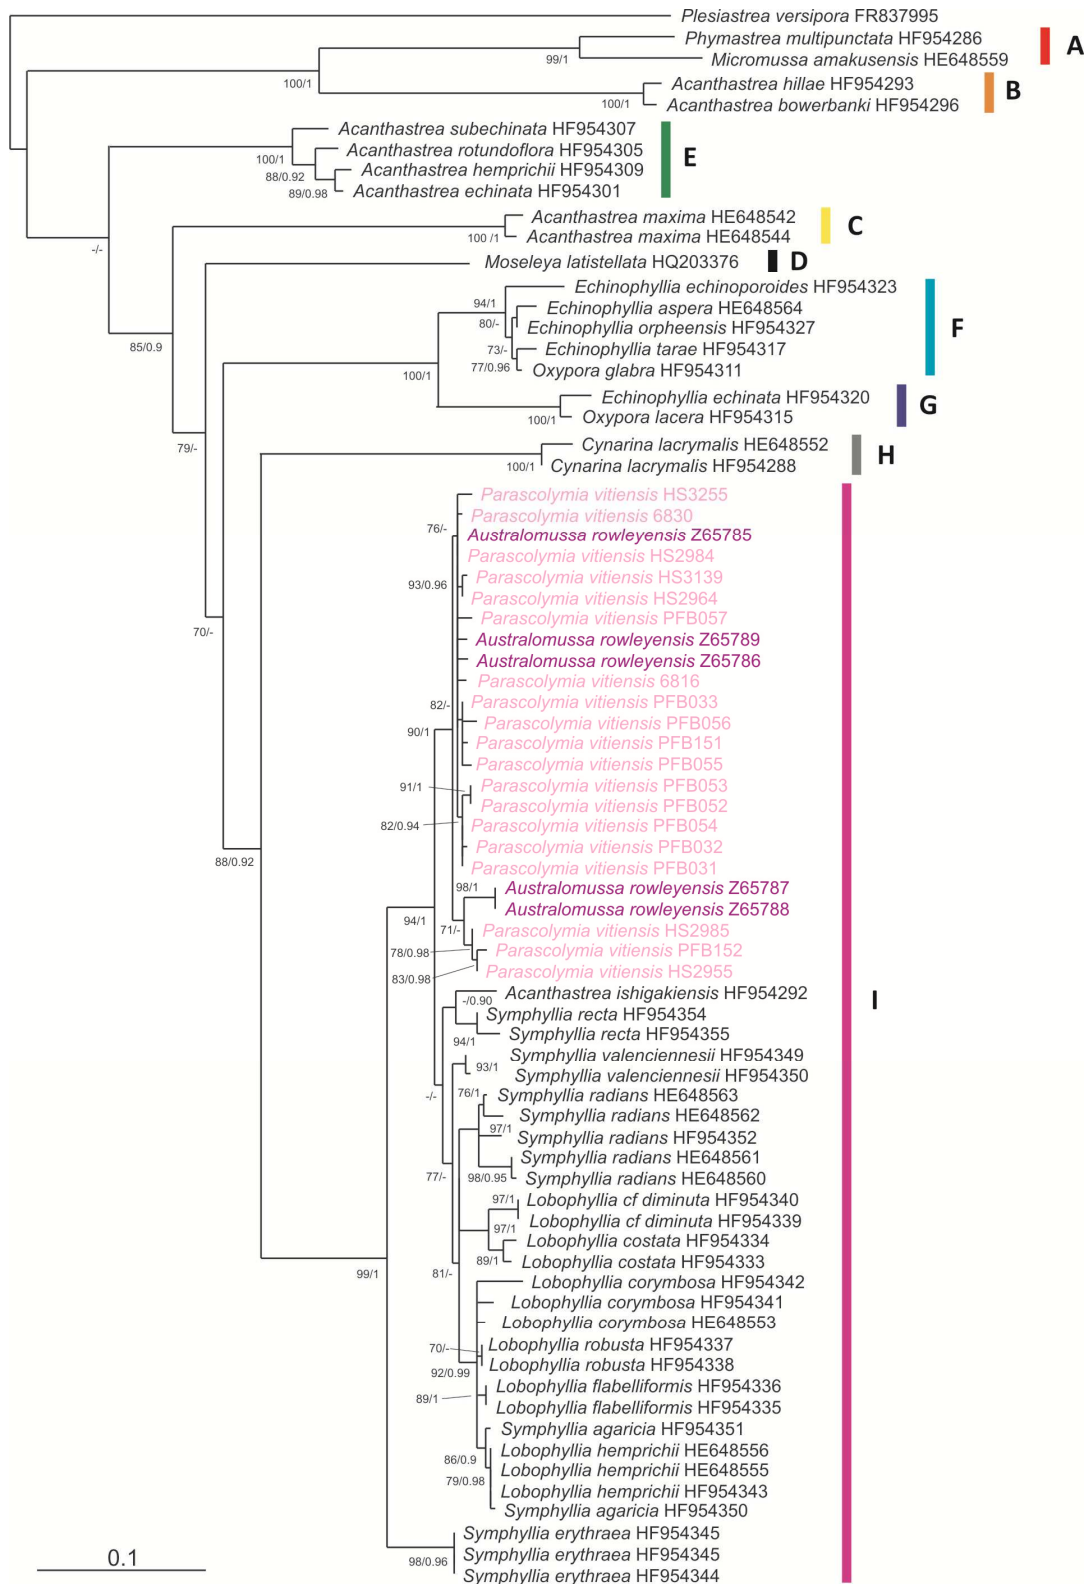 Plesiastrea versipora FR837995
Phymastrea multipunctata HF954286
A
99/1
Micromussa amakusensis HE648559
100/1
Acanthastrea hillae HF954293
B
100/1
Acanthastrea bowerbanki HF954296
Acanthastrea subechinata HF954307
Acanthastrea rotundoflora HF954305
E
100/1
Acanthastrea hemprichii HF954309
88/0.92
89/0.98
Acanthastrea echinata HF954301
Acanthastrea maxima HE648542
C
100 /1
Acanthastrea maxima HE648544
-/-
Moseleya latistellata HQ203376
D
Echinophyllia echinoporoides HF954323
94/1
Echinophyllia aspera HE648564
80/-
Echinophyllia orpheensis HF954327
F
73/-
Echinophyllia tarae HF954317
85/0.9
77/0.96
Oxypora glabra HF954311
100/1
Echinophyllia echinata HF954320
G
100/1
Oxypora lacera HF954315
79/-
Cynarina lacrymalis HE648552
H
100/1
Cynarina lacrymalis HF954288
Parascolymia vitiensis HS3255
Parascolymia vitiensis 6830
76/-
Australomussa rowleyensis Z65785
Parascolymia vitiensis HS2984
Parascolymia vitiensis HS3139
93/0.96
Parascolymia vitiensis HS2964
Parascolymia vitiensis PFB057
70/-
Australomussa rowleyensis Z65789
Australomussa rowleyensis Z65786
Parascolymia vitiensis 6816
82/-
Parascolymia vitiensis PFB033
Parascolymia vitiensis PFB056
90/1
Parascolymia vitiensis PFB151
Parascolymia vitiensis PFB055
91/1
Parascolymia vitiensis PFB053
Parascolymia vitiensis PFB052
82/0.94
Parascolymia vitiensis PFB054
Parascolymia vitiensis PFB032
88/0.92
Parascolymia vitiensis PFB031
98/1
Australomussa rowleyensis Z65787
Australomussa rowleyensis Z65788
94/1
71/-
Parascolymia vitiensis HS2985
78/0.98
Parascolymia vitiensis PFB152
83/0.98
Parascolymia vitiensis HS2955
Acanthastrea ishigakiensis HF954292
I
-/0.90
Symphyllia recta HF954354
Symphyllia recta HF954355
94/1
Symphyllia valenciennesii HF954349
93/1
Symphyllia valenciennesii HF954350
-/-
76/1
Symphyllia radians HE648563
Symphyllia radians HE648562
97/1
Symphyllia radians HF954352
Symphyllia radians HE648561
77/-
98/0.95
Symphyllia radians HE648560
97/1
Lobophyllia cf diminuta HF954340
Lobophyllia cf diminuta HF954339
97/1
Lobophyllia costata HF954334
89/1
Lobophyllia costata HF954333
99/1
81/-
Lobophyllia corymbosa HF954342
Lobophyllia corymbosa HF954341
Lobophyllia corymbosa HE648553
70/-
Lobophyllia robusta HF954337
92/0.99
Lobophyllia robusta HF954338
89/1
Lobophyllia flabelliformis HF954336
Lobophyllia flabelliformis HF954335
Symphyllia agaricia HF954351
86/0.9
Lobophyllia hemprichii HE648556
79/0.98
Lobophyllia hemprichii HE648555
Lobophyllia hemprichii HF954343
Symphyllia agaricia HF954350
Symphyllia erythraea HF954345
0.1
98/0.96
Symphyllia erythraea HF954345
Symphyllia erythraea HF954344